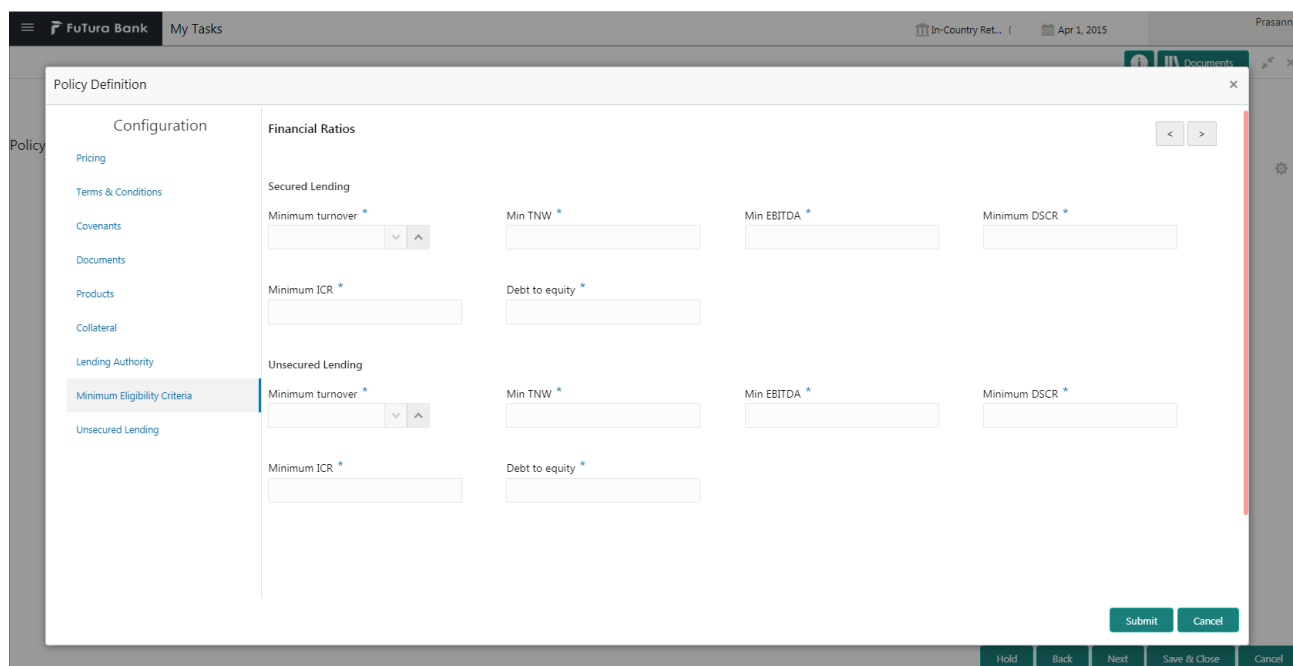 FuTura Bank My Tasks In-Country Ret... ( Apr 1, 2015 Prasann
Documents
Policy Definition ×
Configuration
Policy
Pricing
Terms & Conditions
Covenants
Documents
Products
Collateral
Lending Authority
Minimum Eligibility Criteria
Unsecured Lending
Financial Ratios < >
Secured Lending
Minimum turnover * Min TNW * Min EBITDA * Minimum DSCR *
Minimum ICR * Debt to equity *
Unsecured Lending
Minimum turnover * Min TNW * Min EBITDA * Minimum DSCR *
Minimum ICR * Debt to equity *
Submit Cancel
Hold Back Next Save & Close Cancel